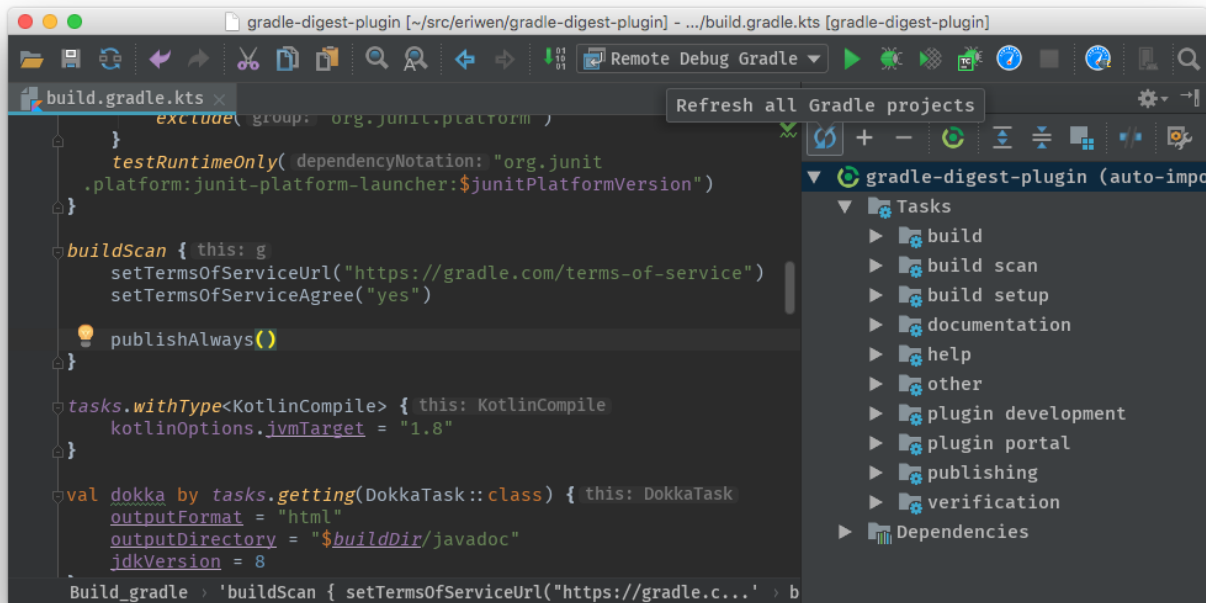 gradle-digest-plugin [~/src/eriwen/gradle-digest-plugin] - .../build.gradle.kts [gradle-digest-plugin]
Remote Debug Gradle
build.gradle.kts
Refresh all Gradle projects
exclude( group: "org.junit.platform")
}
testRuntimeOnly( dependencyNotation: "org.junit
.platform:junit-platform-launcher:$junitPlatformVersion")
}
buildScan { this: g
setTermsOfServiceUrl("https://gradle.com/terms-of-service")
setTermsOfServiceAgree("yes")
publishAlways()
}
tasks.withType<KotlinCompile> { this: KotlinCompile
kotlinOptions.jvmTarget = "1.8"
}
val dokka by tasks.getting(DokkaTask::class) { this: DokkaTask
outputFormat = "html"
outputDirectory = "$buildDir/javadoc"
jdkVersion = 8
Build_gradle › 'buildScan { setTermsOfServiceUrl("https://gradle.c...' › b
gradle-digest-plugin (auto-impo
Tasks
build
build scan
build setup
documentation
help
other
plugin development
plugin portal
publishing
verification
Dependencies